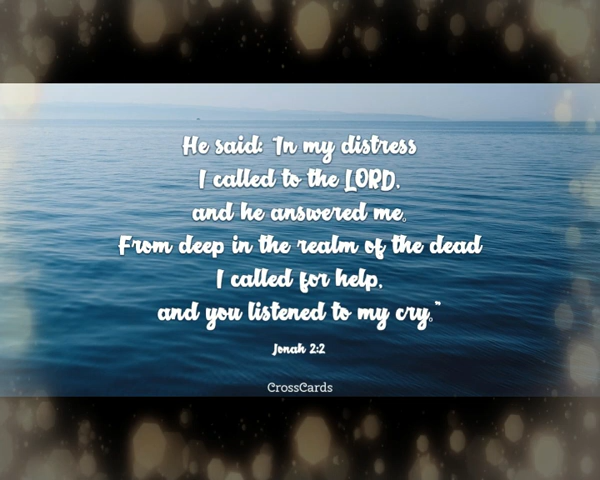 He said: "In my distress
I called to the LORD,
and he answered me.
From deep in the realm of the dead
I called for help,
and you listened to my cry."
Jonah 2:2
CrossCards